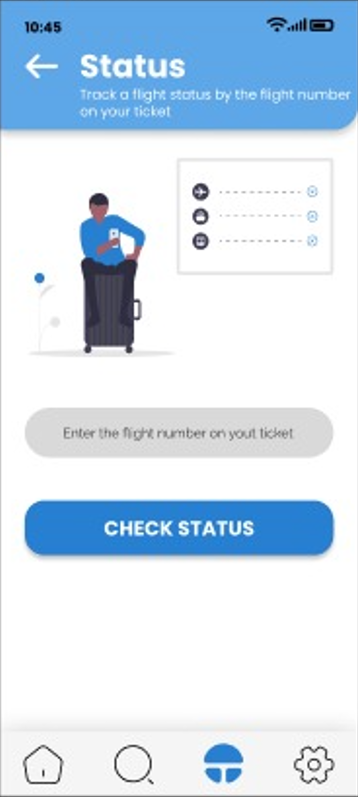 10:45
Status
Track a flight status by the flight number
on your ticket
Enter the flight number on yout ticket
CHECK STATUS